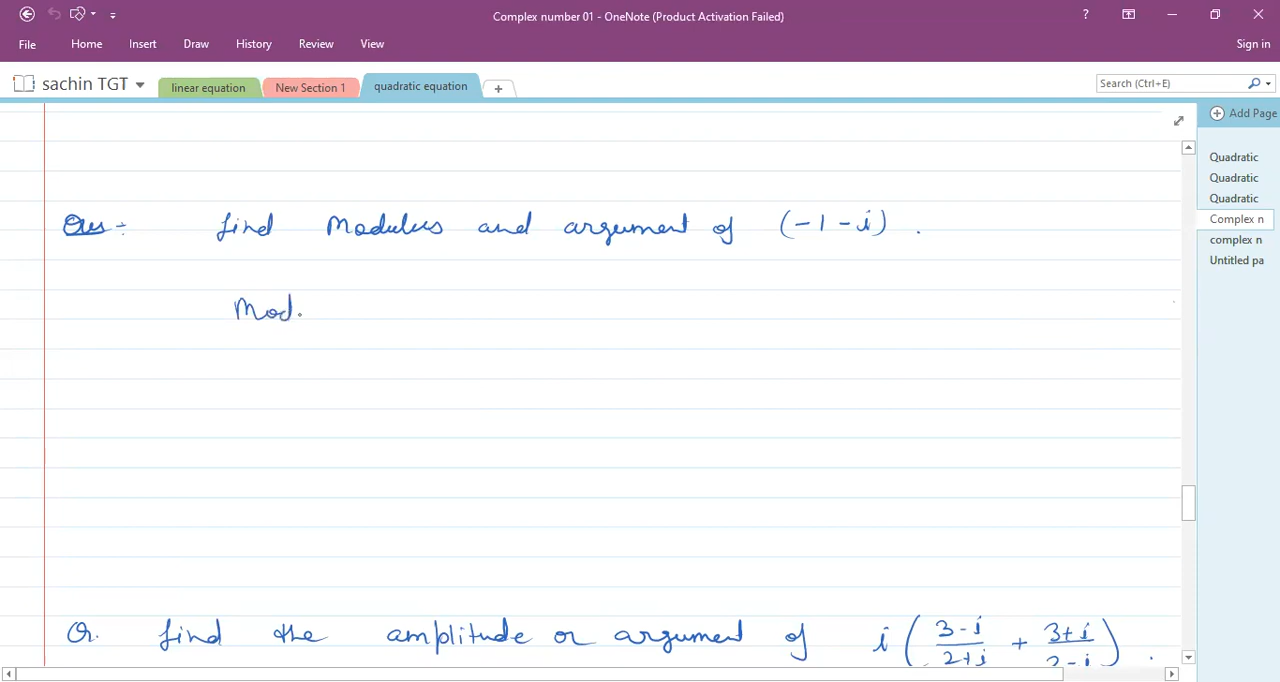 Complex number 01 - OneNote (Product Activation Failed)
File Home Insert Draw History Review View Sign in
sachin TGT linear equation New Section 1 quadratic equation
Search (Ctrl+E)
Add Page
Quadratic
Quadratic
Quadratic
Complex n
complex n
Untitled pa
Ques :- find Modulus and argument of (-1-i) .
Mod.
Q. find the amplitude or argument of i ( 3-i / 2+i + 3+i / 2-i ) .